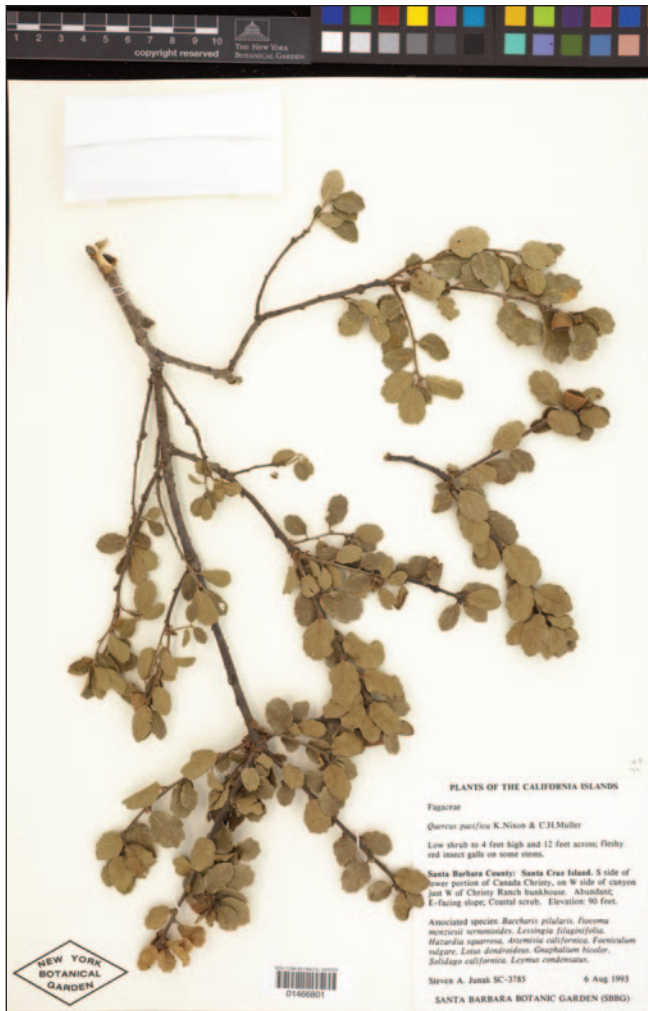 1 2 3 4 5 6 7 8 9 10
copyright reserved
THE NEW YORK
BOTANICAL GARDEN
PLANTS OF THE CALIFORNIA ISLANDS
Fagaceae
Quercus pacifica K.Nixon & C.H.Muller
Low shrub to 4 feet high and 12 feet across; fleshy
red insect galls on some stems.
Santa Barbara County: Santa Cruz Island. S side of
lower portion of Canada Christy, on W side of canyon
just W of Christy Ranch bunkhouse. Abundant;
E-facing slope; Coastal scrub. Elevation: 90 feet.
Associated species: Baccharis pilularis, Isocoma
menziesii vernonioides, Lessingia filaginifolia,
Hazardia squarrosa, Artemisia californica, Foeniculum
vulgare, Lotus dendroideus, Gnaphalium bicolor,
Solidago californica, Leymus condensatus.
Steven A. Junak SC-3785 6 Aug 1993
SANTA BARBARA BOTANIC GARDEN (SBBG)
NEW YORK
BOTANICAL
GARDEN
NEW YORK BOTANICAL GARDEN
01466801